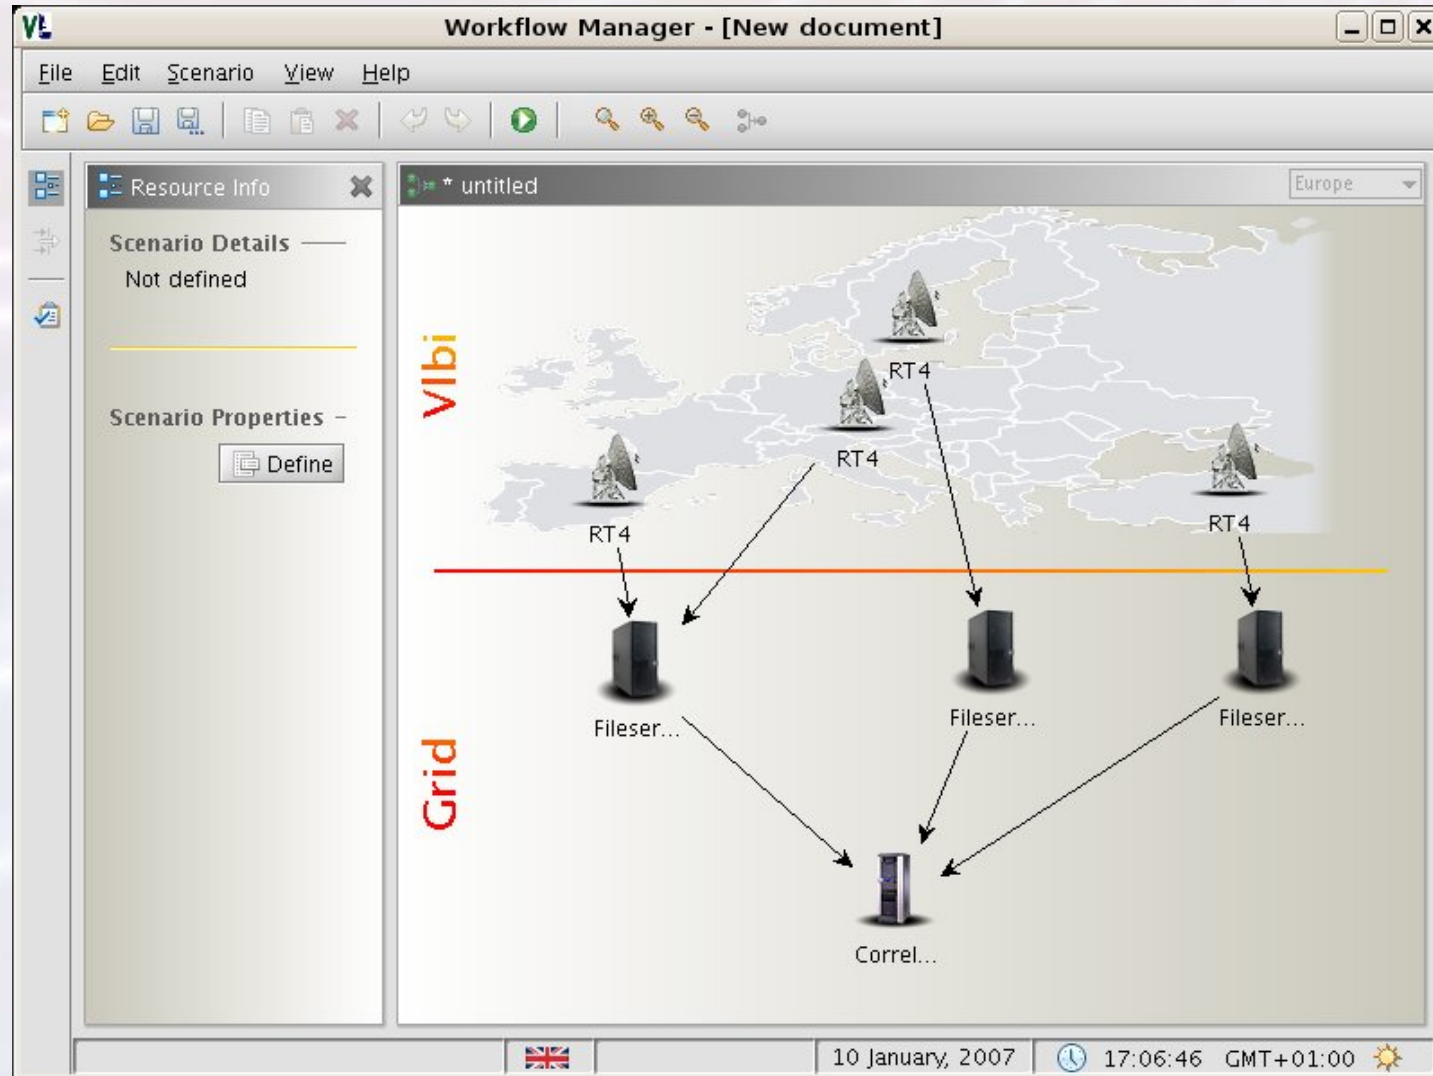 Workflow Manager - [New document]
File Edit Scenario View Help
Resource Info
* untitled
Europe
Scenario Details
Not defined
Scenario Properties
Define
Vlbi
RT4
RT4
RT4
RT4
Grid
Fileser...
Fileser...
Fileser...
Correl...
10 January, 2007
17:06:46 GMT+01:00